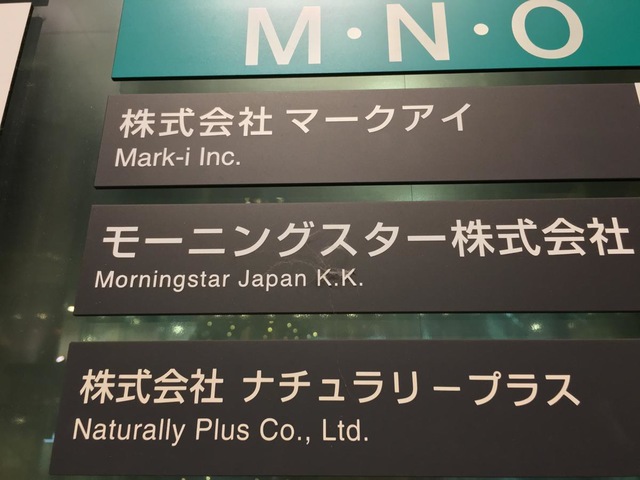 M·N·O
株式会社 マークアイ
Mark-i Inc.
モーニングスター株式会社
Morningstar Japan K.K.
株式会社 ナチュラリープラス
Naturally Plus Co., Ltd.